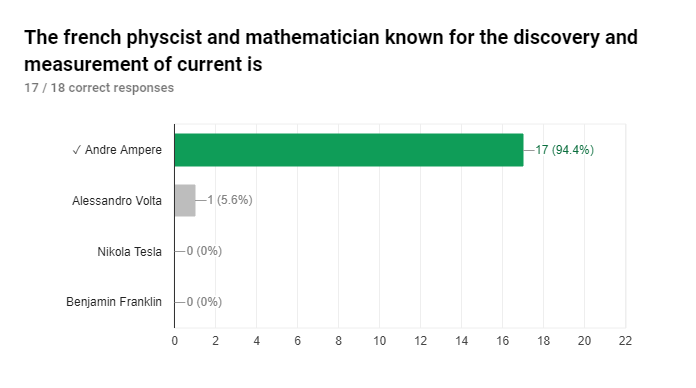 The french physcist and mathematician known for the discovery and
measurement of current is
17 / 18 correct responses
✓ Andre Ampere
17 (94.4%)
Alessandro Volta
1 (5.6%)
Nikola Tesla
0 (0%)
Benjamin Franklin
0 (0%)
0 2 4 6 8 10 12 14 16 18 20 22